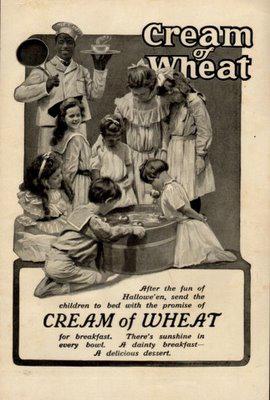 Cream
of
Wheat
After the fun of
Hallowe'en, send the
children to bed with the promise of
CREAM of WHEAT
for breakfast. There's sunshine in
every bowl. A dainty breakfast—
A delicious dessert.